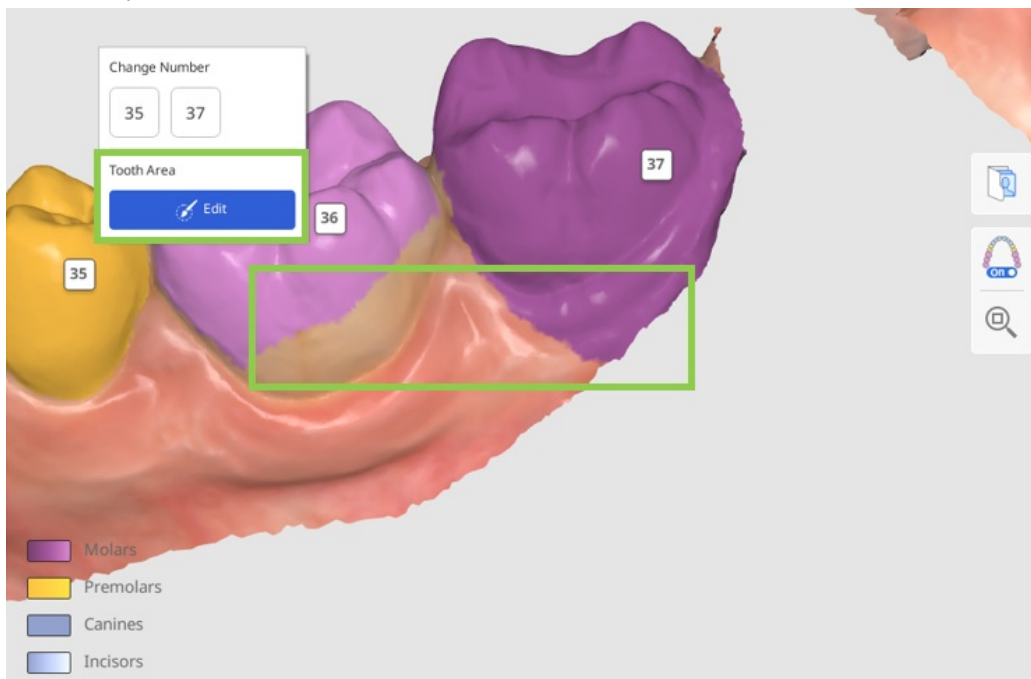 Change Number
35 37
Tooth Area
Edit
37
36
35
on
Molars
Premolars
Canines
Incisors